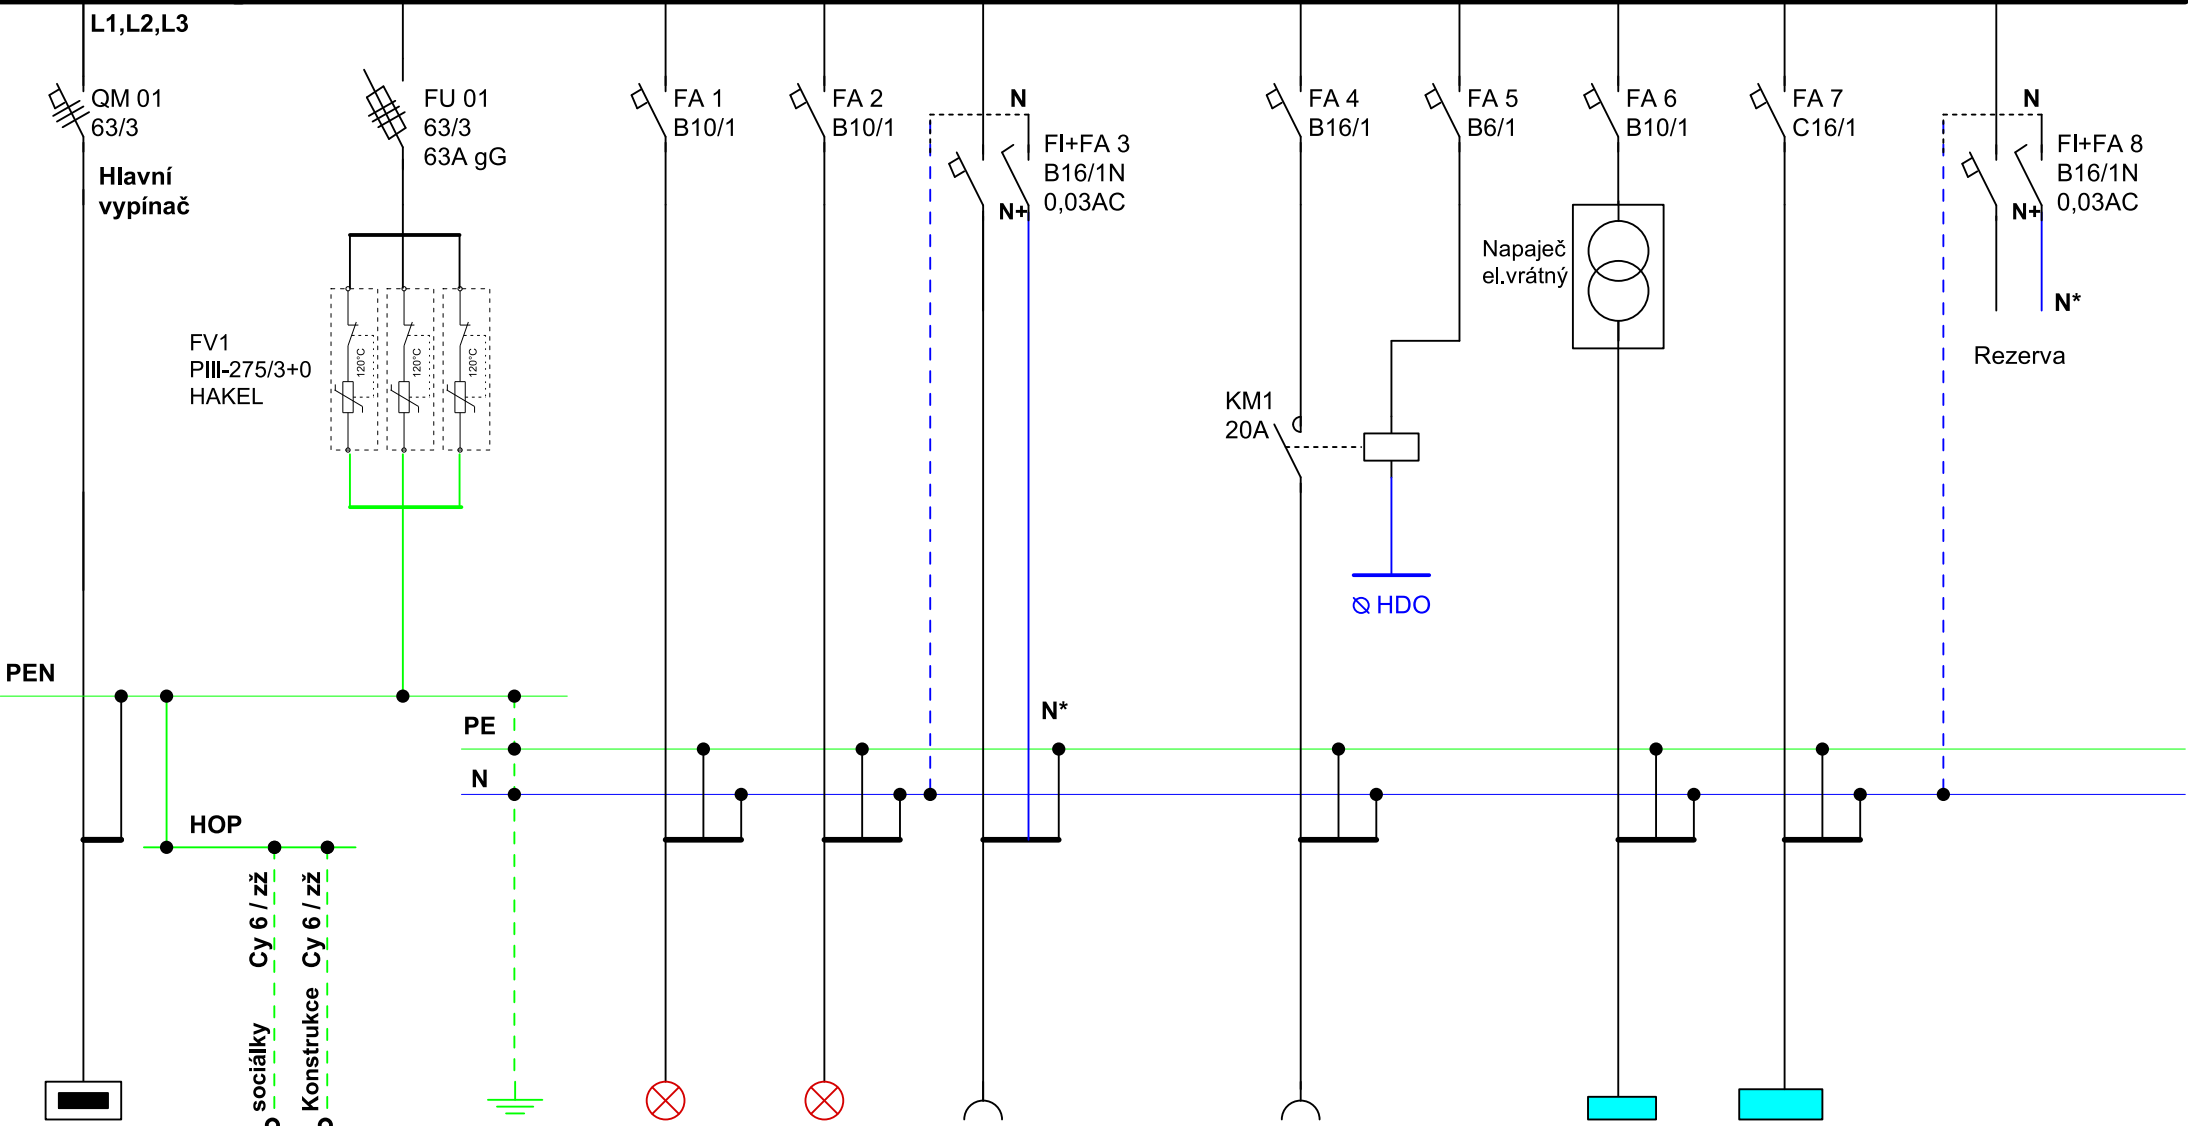 L1,L2,L3
QM 01
63/3
Hlavní
vypínač
FU 01
63/3
63A gG
FV1
PIII-275/3+0
HAKEL
120°C
120°C
120°C
FA 1
B10/1
FA 2
B10/1
N
FI+FA 3
B16/1N
0,03AC
N+
FA 4
B16/1
FA 5
B6/1
FA 6
B10/1
FA 7
C16/1
N
FI+FA 8
B16/1N
0,03AC
N+
N*
Rezerva
Napaječ
el.vrátný
KM1
20A
HDO
PEN
N*
PE
N
HOP
sociálky Cy 6 / zž
Konstrukce Cy 6 / zž